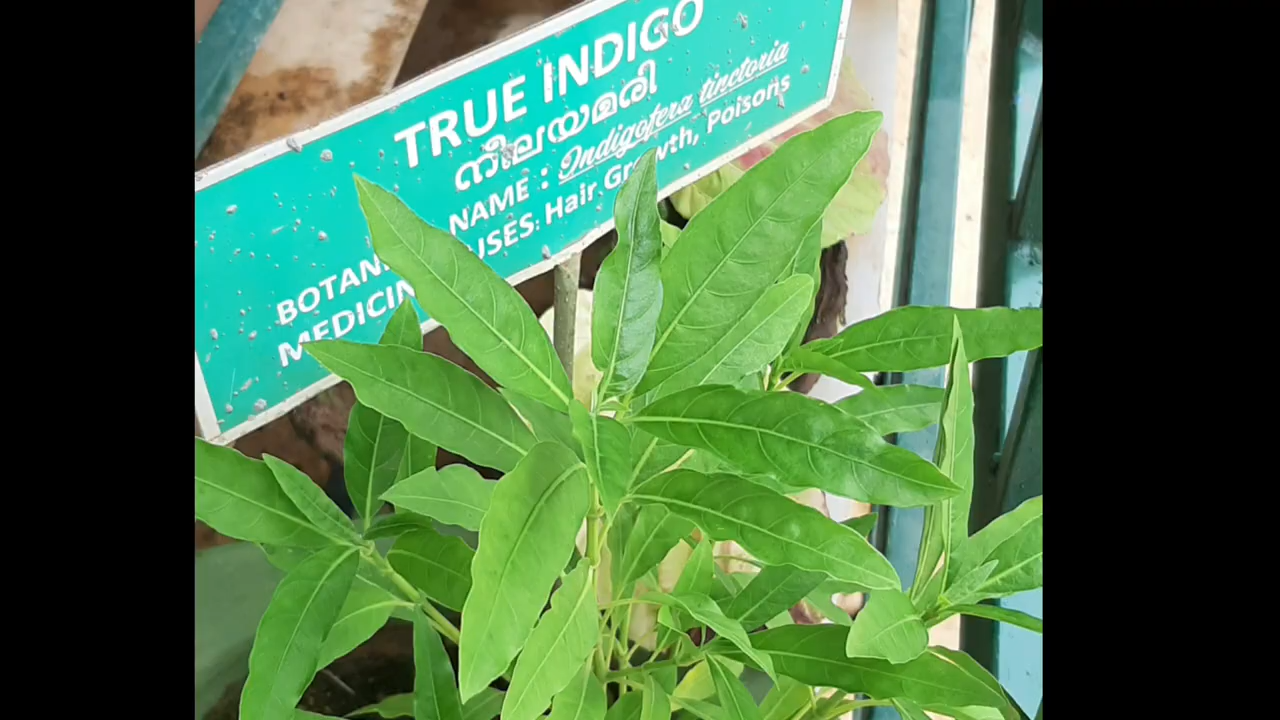 TRUE INDIGO
നീലയമരി
BOTAN NAME : Indigofera tinctoria
MEDICIN USES: Hair Growth, Poisons